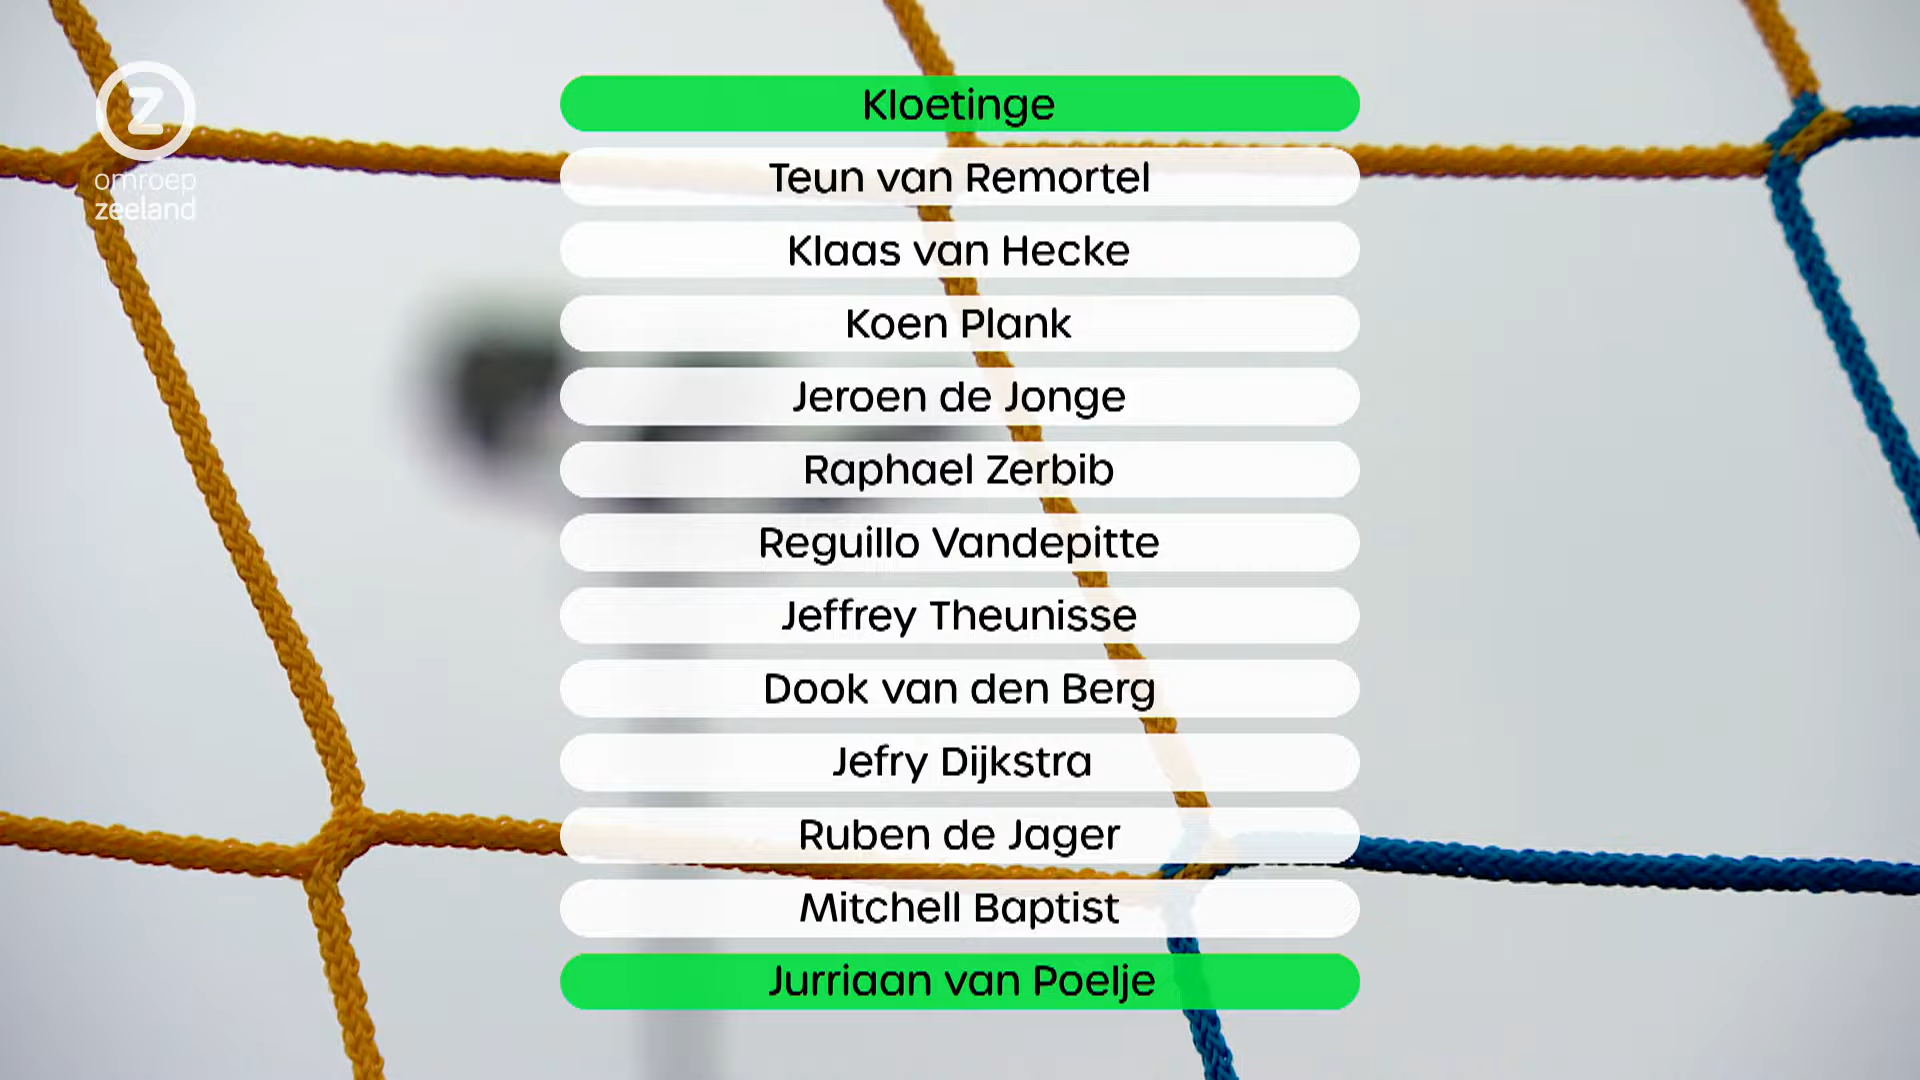 Z
omroep
zeeland
Kloetinge
Teun van Remortel
Klaas van Hecke
Koen Plank
Jeroen de Jonge
Raphael Zerbib
Reguillo Vandepitte
Jeffrey Theunisse
Dook van den Berg
Jefry Dijkstra
Ruben de Jager
Mitchell Baptist
Jurriaan van Poelje